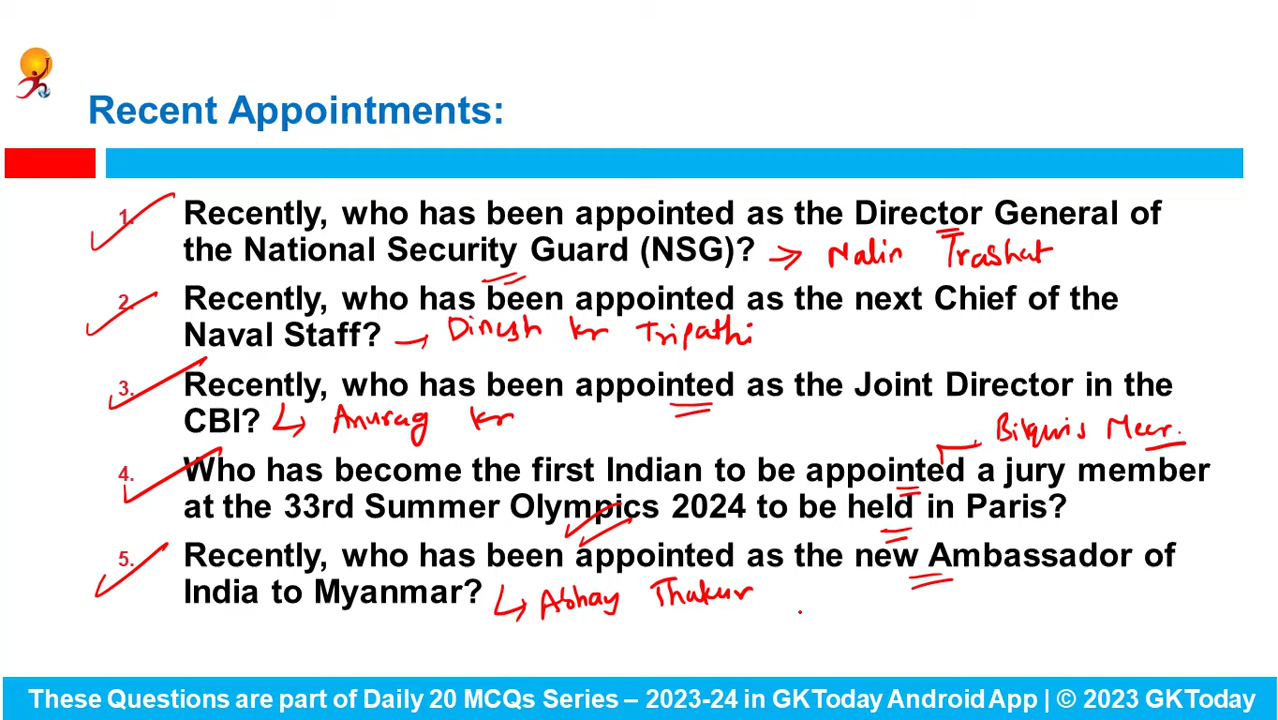 Recent Appointments:
1. Recently, who has been appointed as the Director General of
the National Security Guard (NSG)? → Nalin Trashat
2. Recently, who has been appointed as the next Chief of the
Naval Staff? → Dinesh kr Tripathi
3. Recently, who has been appointed as the Joint Director in the
CBI? ↳ Anurag kr
Bilquis Meer.
4. Who has become the first Indian to be appointed a jury member
at the 33rd Summer Olympics 2024 to be held in Paris?
5. Recently, who has been appointed as the new Ambassador of
India to Myanmar? ↳ Abhay Thakur
These Questions are part of Daily 20 MCQs Series – 2023-24 in GKToday Android App | © 2023 GKToday